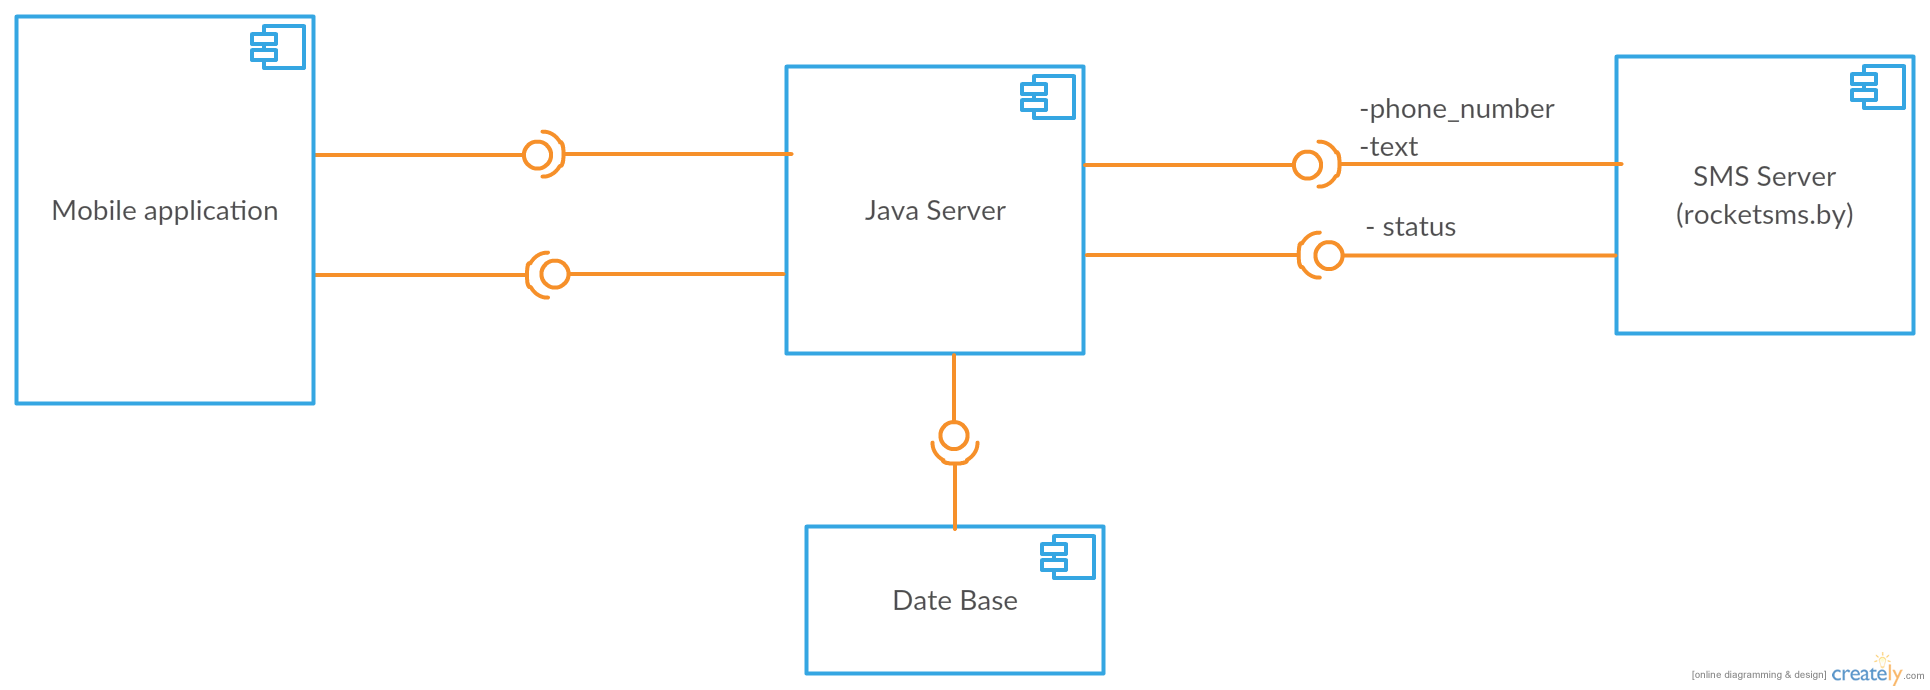 Mobile application
Java Server
-phone_number
-text
- status
SMS Server
(rocketsms.by)
Date Base
[online diagramming & design] creately.com